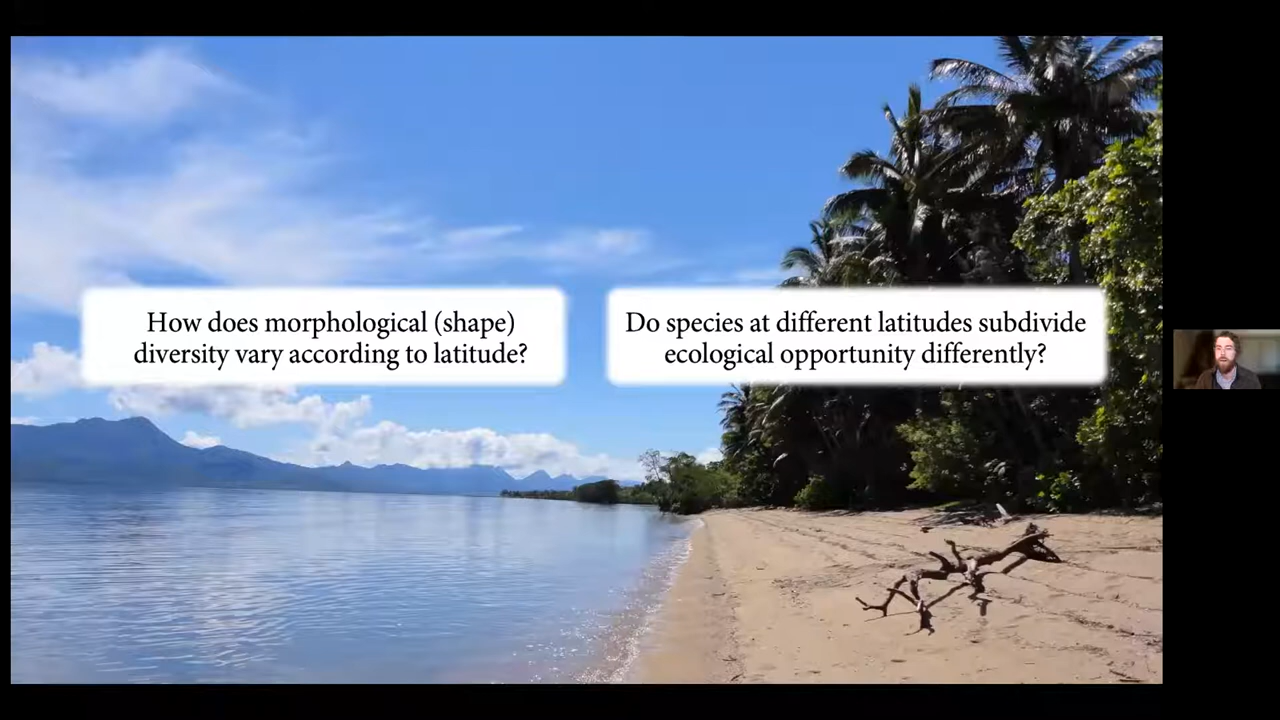 How does morphological (shape)
diversity vary according to latitude?
Do species at different latitudes subdivide
ecological opportunity differently?